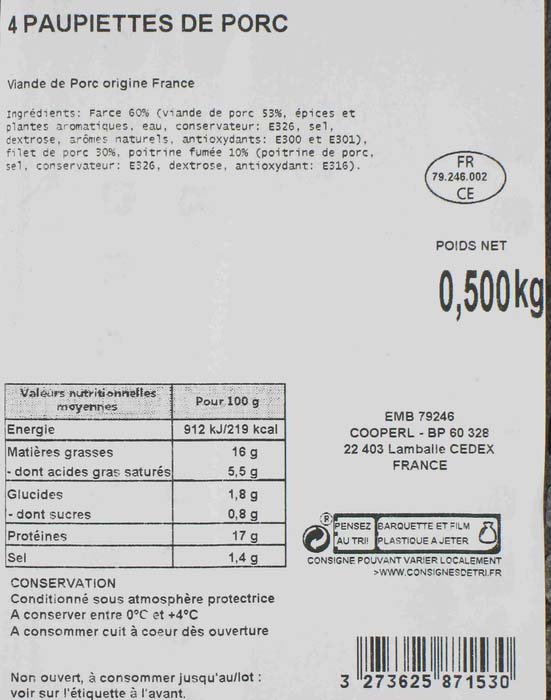 4 PAUPIETTES DE PORC
Viande de Porc origine France
Ingrédients: Farce 60% (viande de porc 53%, épices et
plantes aromatiques, eau, conservateur: E326, sel,
dextrose, arômes naturels, antioxydants: E300 et E301),
filet de porc 30%, poitrine fumée 10% (poitrine de porc,
sel, conservateur: E326, dextrose, antioxydant: E316).
FR
79.246.002
CE
POIDS NET
0,500kg
Valeurs nutritionnelles
moyennes
Pour 100 g
Energie 912 kJ/219 kcal
Matières grasses 16 g
- dont acides gras saturés 5,5 g
Glucides 1,8 g
- dont sucres 0,8 g
Protéines 17 g
Sel 1,4 g
EMB 79246
COOPERL - BP 60 328
22 403 Lamballe CEDEX
FRANCE
PENSEZ
AU TRI!
BARQUETTE ET FILM
PLASTIQUE A JETER
CONSIGNE POUVANT VARIER LOCALEMENT
>WWW.CONSIGNESDETRI.FR
CONSERVATION
Conditionné sous atmosphère protectrice
A conserver entre 0°C et +4°C
A consommer cuit à coeur dès ouverture
Non ouvert, à consommer jusqu'au/lot :
voir sur l'étiquette à l'avant.
3 273625 871530